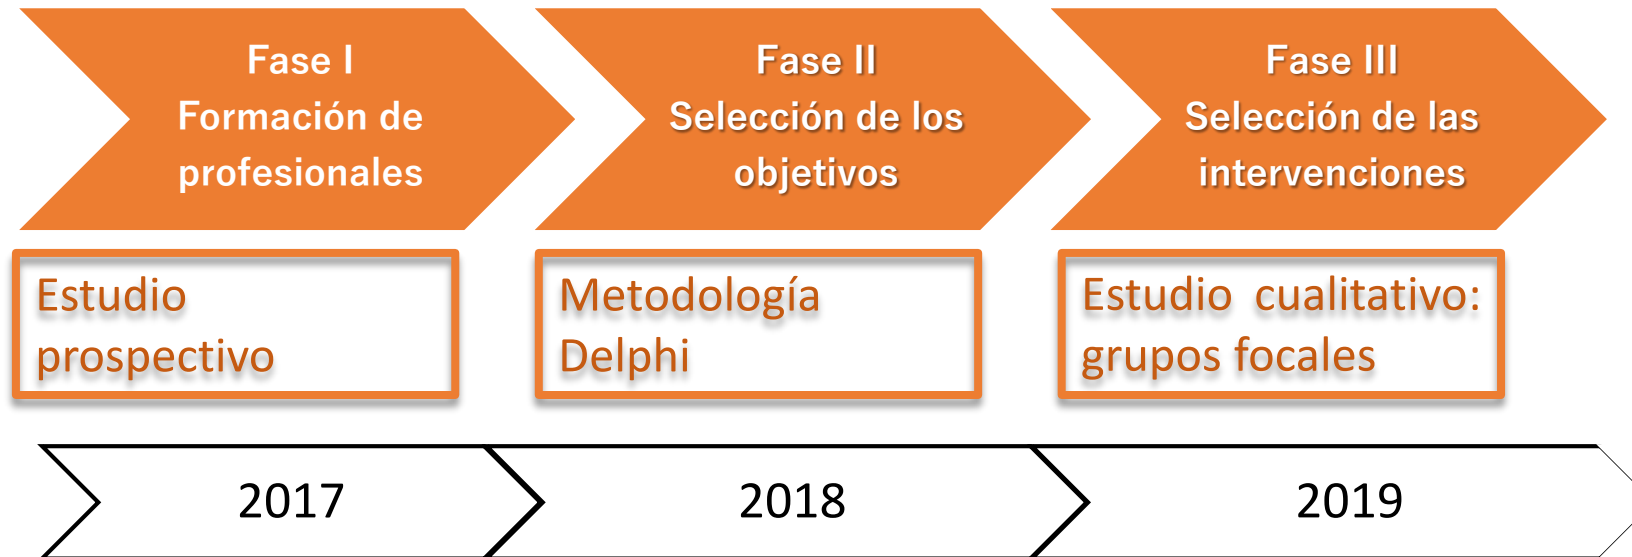 Fase I
Formación de
profesionales
Fase II
Selección de los
objetivos
Fase III
Selección de las
intervenciones
Estudio
prospectivo
Metodología
Delphi
Estudio cualitativo:
grupos focales
2017
2018
2019